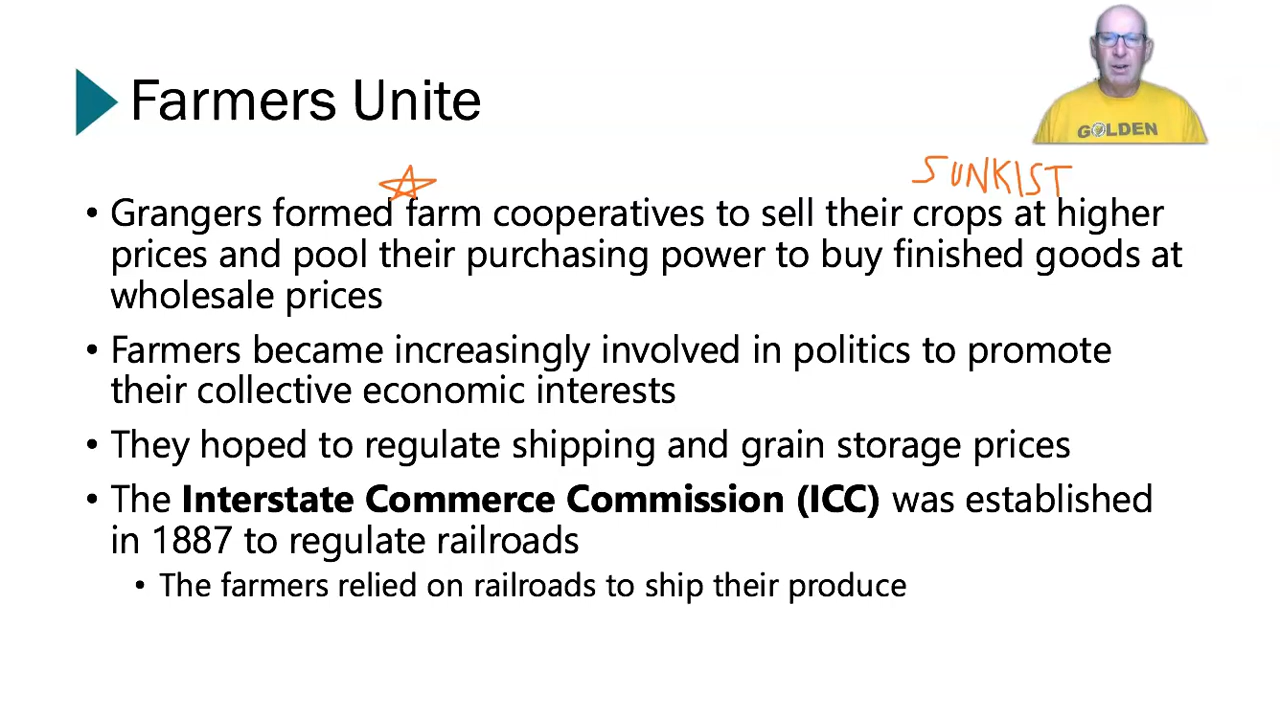 Farmers Unite
GOLDEN
SUNKIST
• Grangers formed farm cooperatives to sell their crops at higher
prices and pool their purchasing power to buy finished goods at
wholesale prices
• Farmers became increasingly involved in politics to promote
their collective economic interests
• They hoped to regulate shipping and grain storage prices
• The Interstate Commerce Commission (ICC) was established
in 1887 to regulate railroads
• The farmers relied on railroads to ship their produce